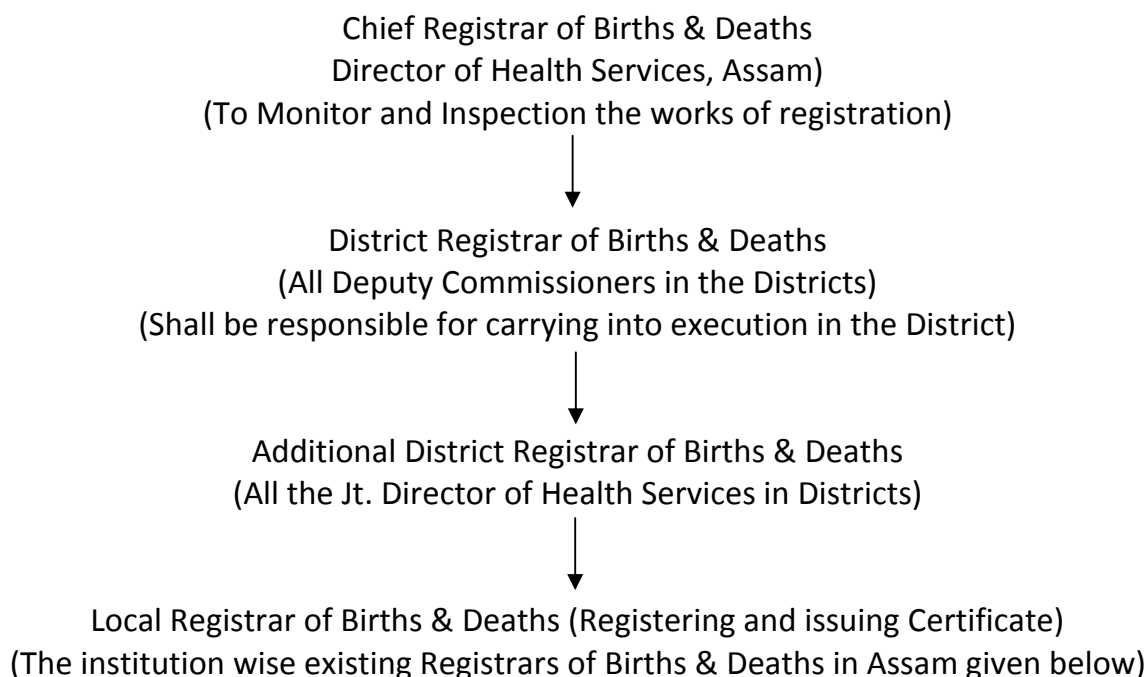 Chief Registrar of Births & Deaths
Director of Health Services, Assam)
(To Monitor and Inspection the works of registration)
District Registrar of Births & Deaths
(All Deputy Commissioners in the Districts)
(Shall be responsible for carrying into execution in the District)
Additional District Registrar of Births & Deaths
(All the Jt. Director of Health Services in Districts)
Local Registrar of Births & Deaths (Registering and issuing Certificate)
(The institution wise existing Registrars of Births & Deaths in Assam given below)